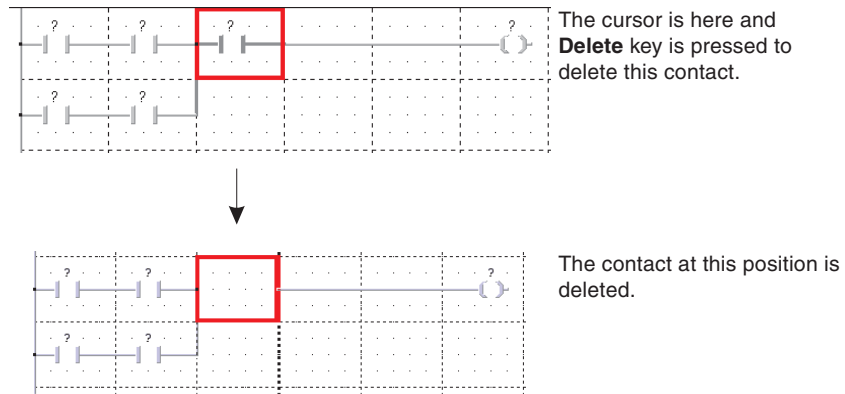 ? ? ? ?
The cursor is here and
Delete key is pressed to
delete this contact.
? ?
? ? ?
The contact at this position is
deleted.
? ?